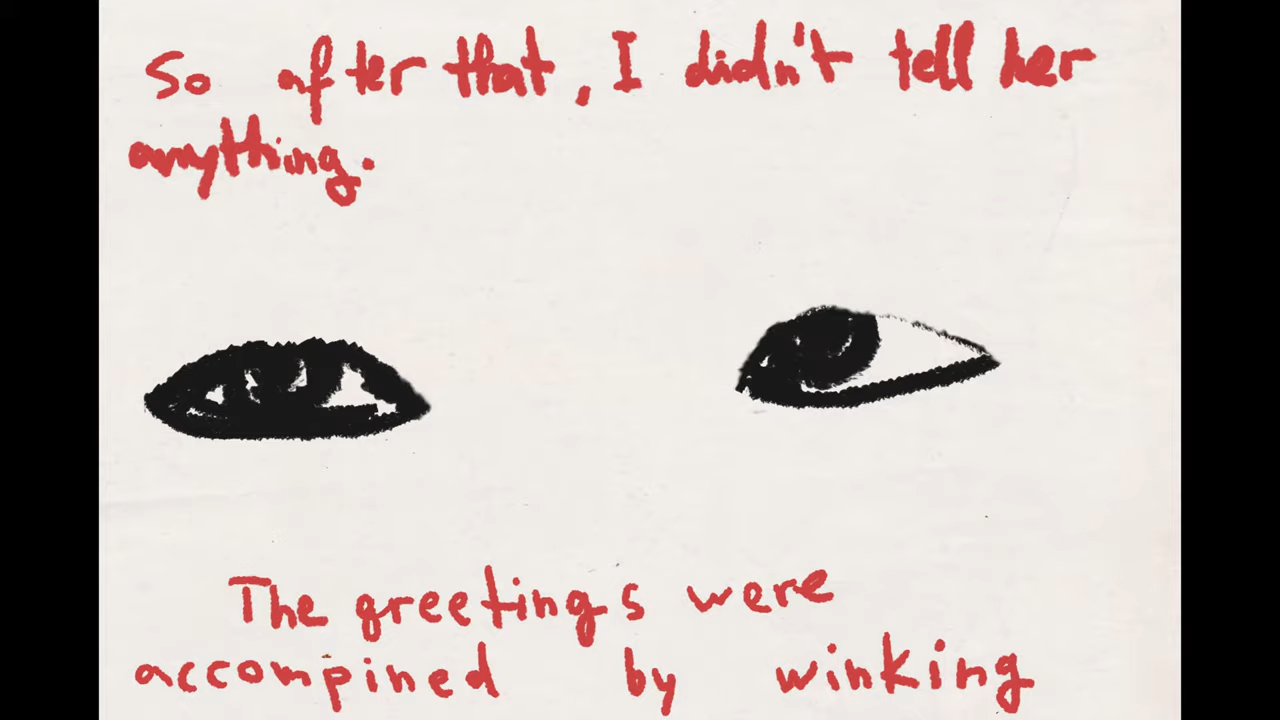 So after that, I didn't tell her
anything.
The greetings were
accompined by winking